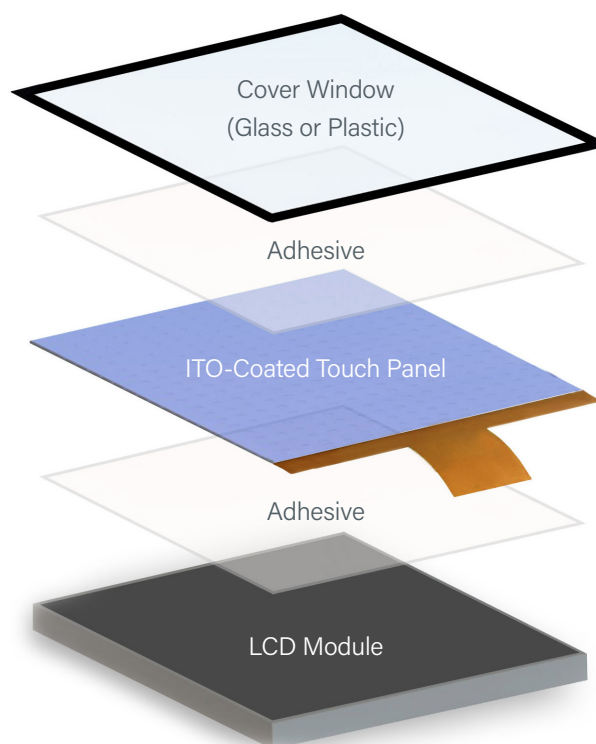 Cover Window
(Glass or Plastic)
Adhesive
ITO-Coated Touch Panel
Adhesive
LCD Module